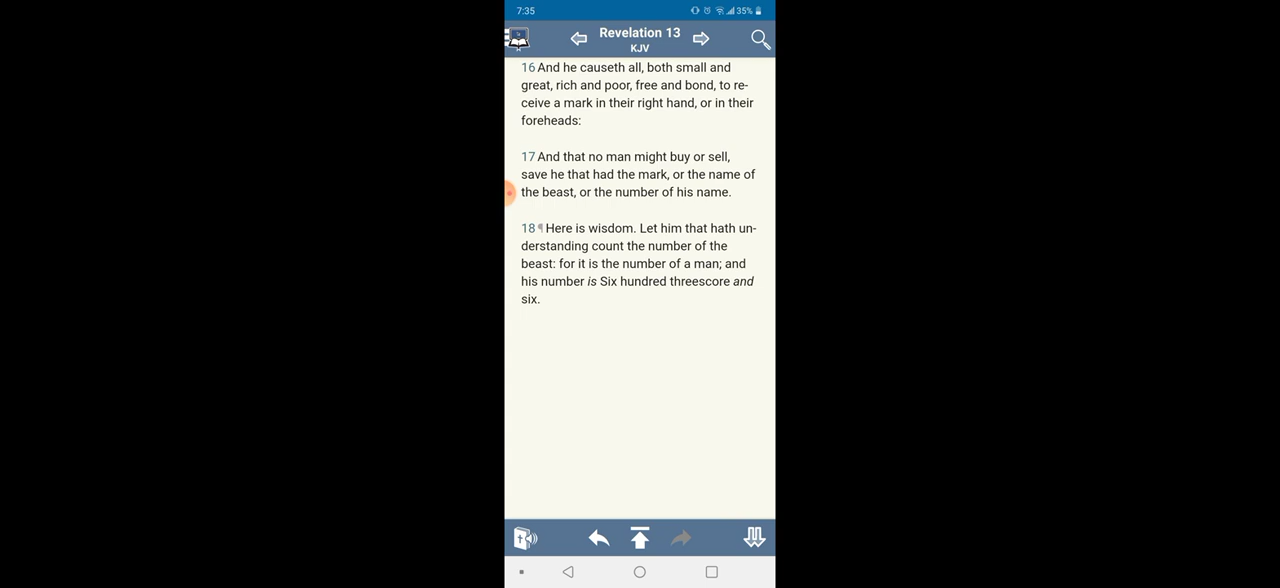 7:35
35%
Revelation 13
KJV
16 And he causeth all, both small and
great, rich and poor, free and bond, to re-
ceive a mark in their right hand, or in their
foreheads:
17 And that no man might buy or sell,
save he that had the mark, or the name of
the beast, or the number of his name.
18 ¶ Here is wisdom. Let him that hath un-
derstanding count the number of the
beast: for it is the number of a man; and
his number is Six hundred threescore and
six.